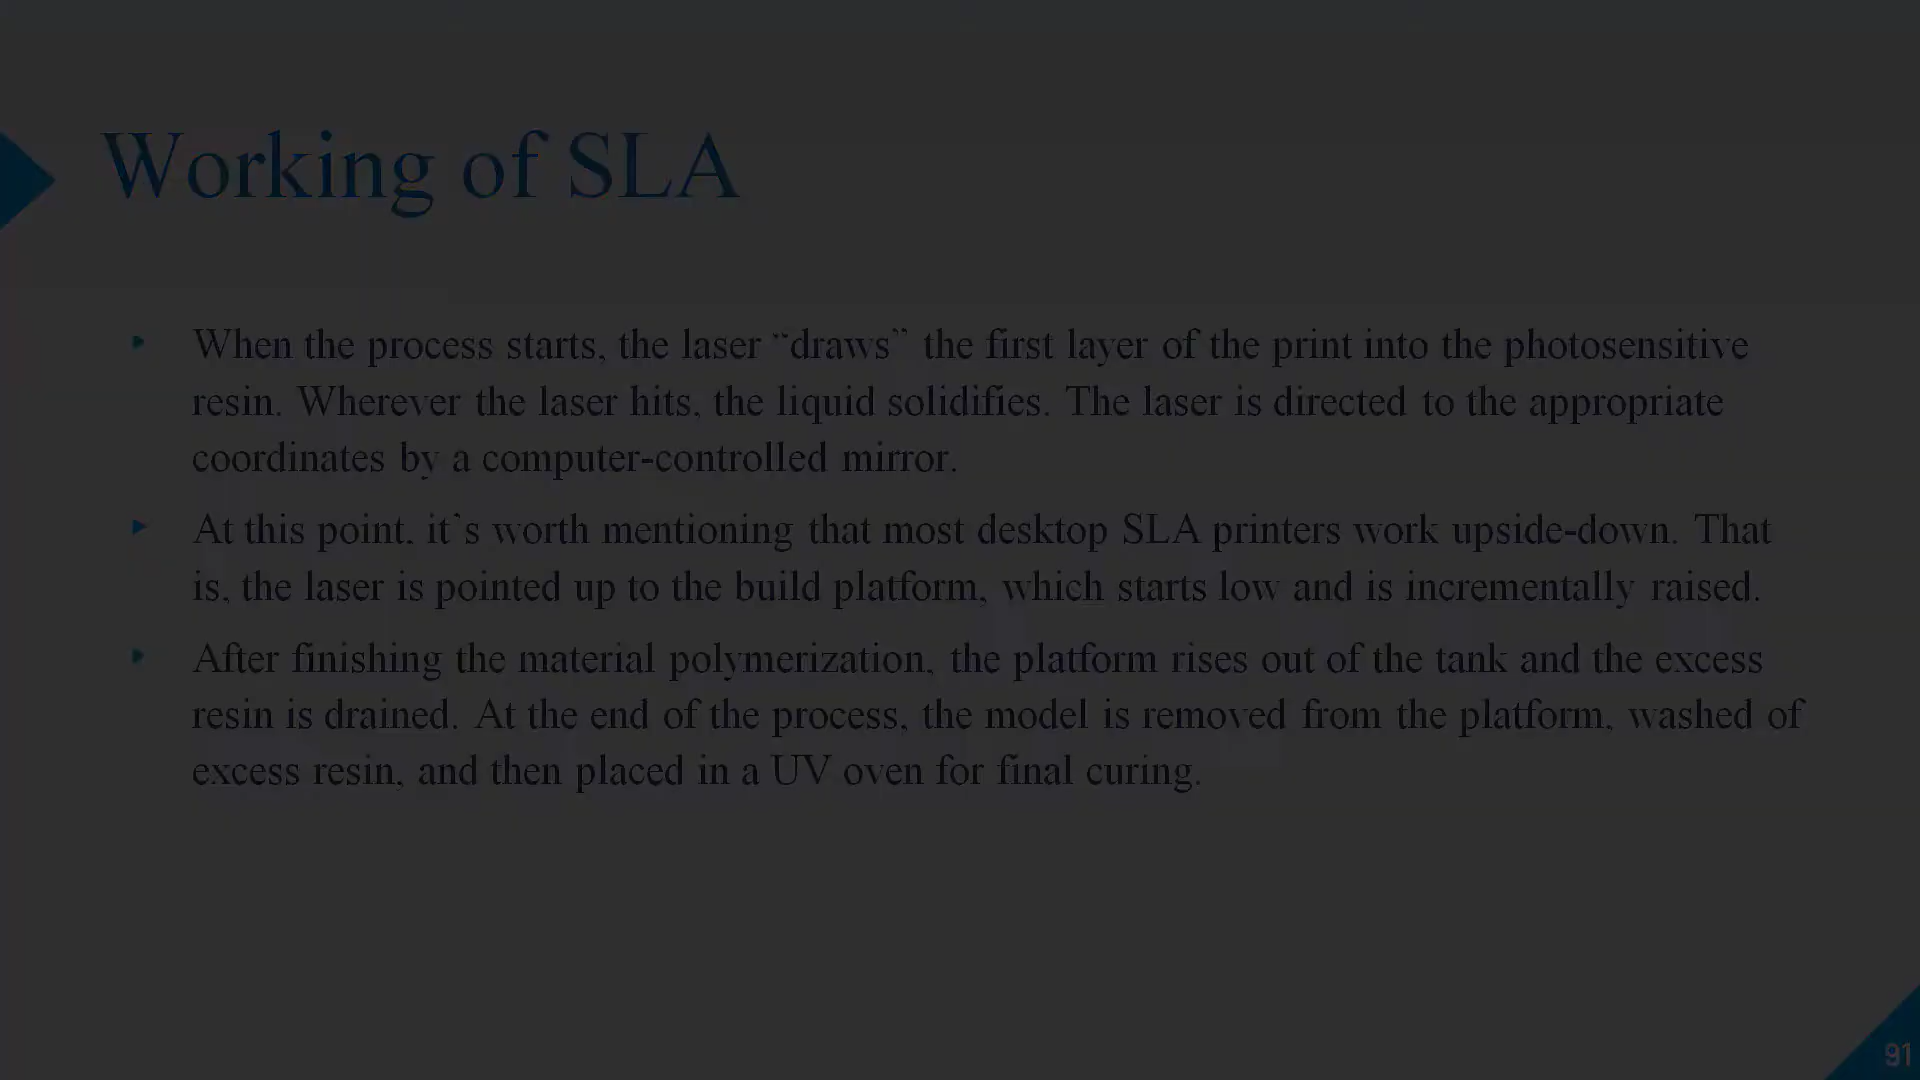 Working of SLA
When the process starts, the laser “draws” the first layer of the print into the photosensitive
resin. Wherever the laser hits, the liquid solidifies. The laser is directed to the appropriate
coordinates by a computer-controlled mirror.
At this point, it`s worth mentioning that most desktop SLA printers work upside-down. That
is, the laser is pointed up to the build platform, which starts low and is incrementally raised.
After finishing the material polymerization, the platform rises out of the tank and the excess
resin is drained. At the end of the process, the model is removed from the platform, washed of
excess resin, and then placed in a UV oven for final curing.
91